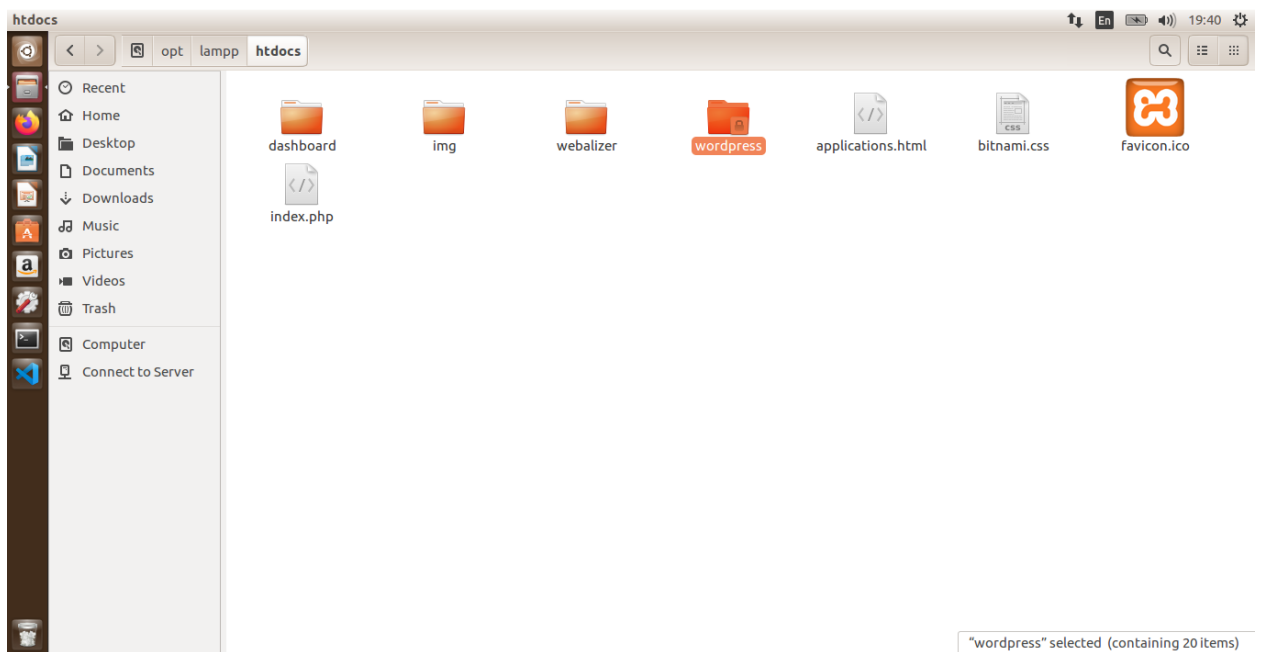 htdocs
En
19:40
opt lampp htdocs
Recent
Home
Desktop
Documents
Downloads
Music
Pictures
Videos
Trash
Computer
Connect to Server
dashboard
img
webalizer
wordpress
applications.html
CSS
bitnami.css
favicon.ico
index.php
"wordpress" selected (containing 20 items)